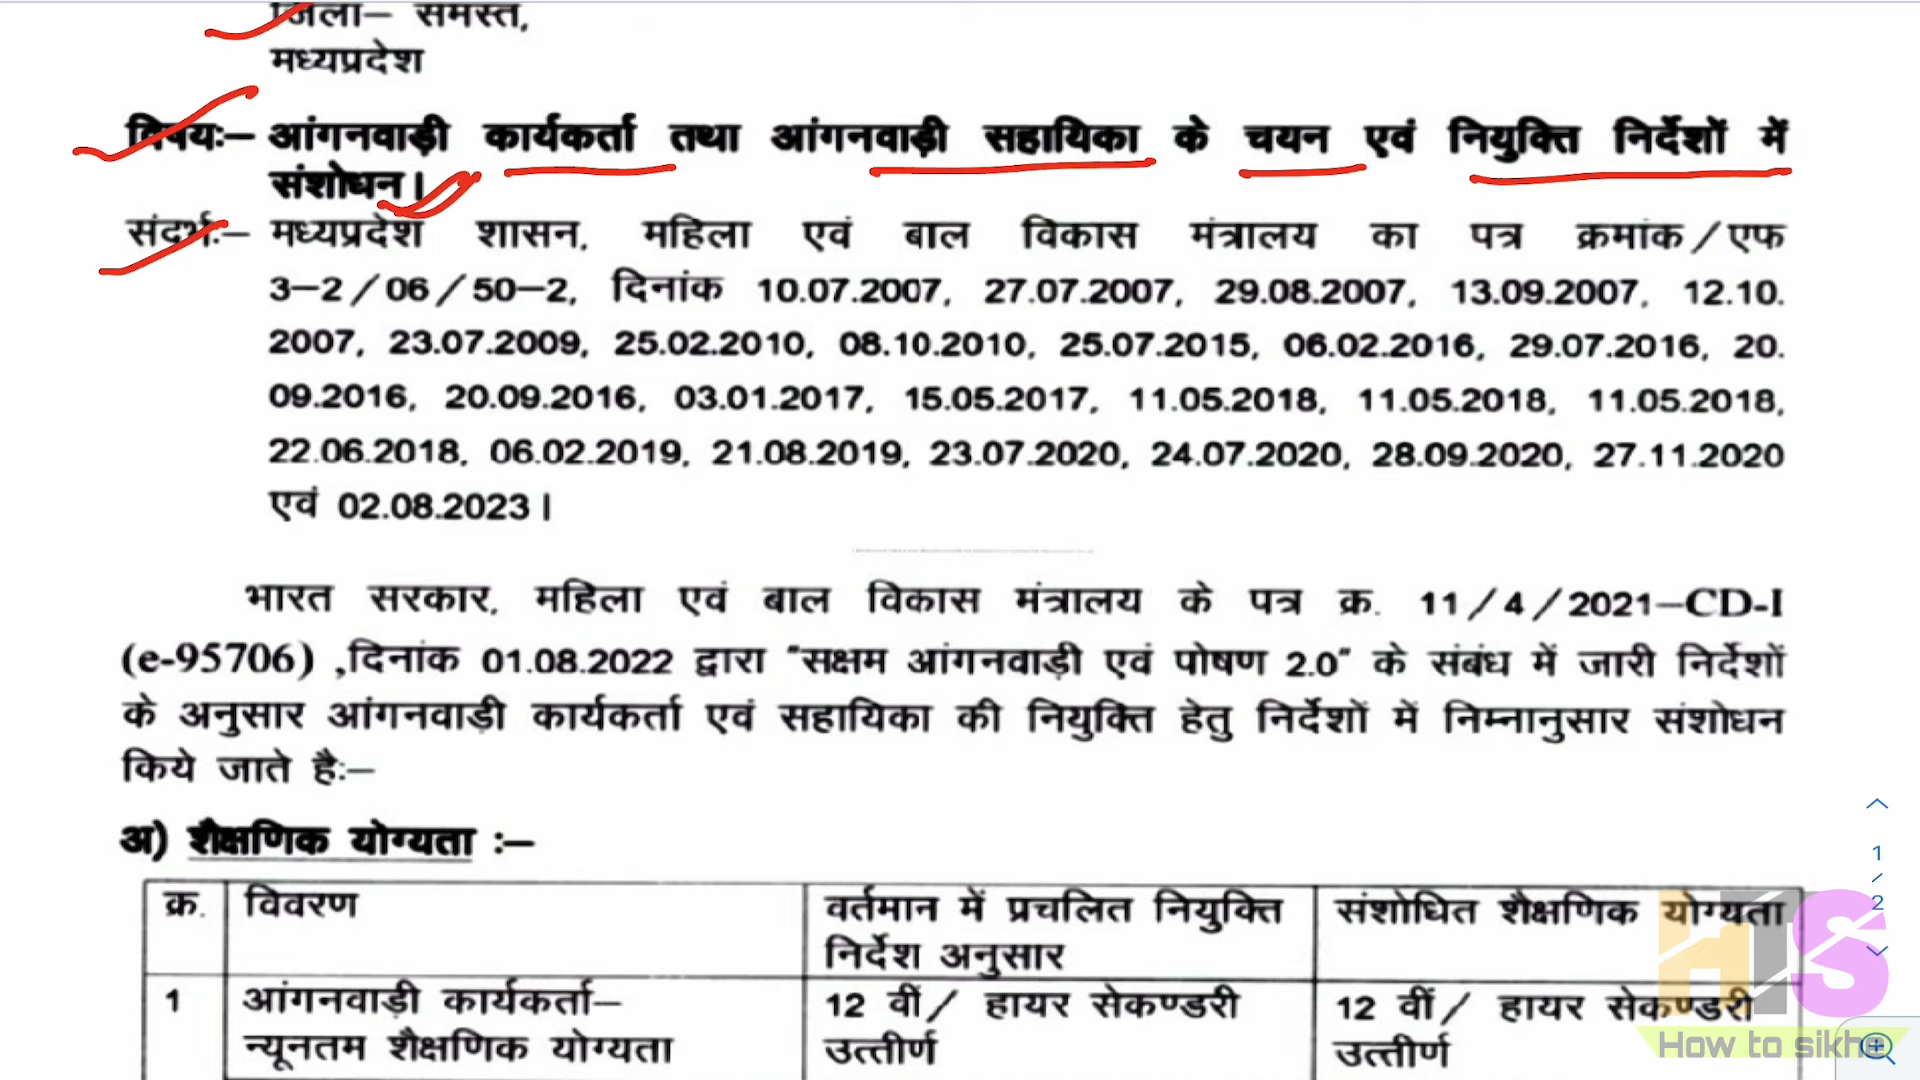 जिला– समस्त,
मध्यप्रदेश
विषयः– आंगनवाड़ी कार्यकर्ता तथा आंगनवाड़ी सहायिका के चयन एवं नियुक्ति निर्देशों में
संशोधन।
संदर्भः– मध्यप्रदेश शासन, महिला एवं बाल विकास मंत्रालय का पत्र क्रमांक/एफ
3–2/06/50–2, दिनांक 10.07.2007, 27.07.2007, 29.08.2007, 13.09.2007, 12.10.
2007, 23.07.2009, 25.02.2010, 08.10.2010, 25.07.2015, 06.02.2016, 29.07.2016, 20.
09.2016, 20.09.2016, 03.01.2017, 15.05.2017, 11.05.2018, 11.05.2018, 11.05.2018,
22.06.2018, 06.02.2019, 21.08.2019, 23.07.2020, 24.07.2020, 28.09.2020, 27.11.2020
एवं 02.08.2023।
भारत सरकार, महिला एवं बाल विकास मंत्रालय के पत्र क्र. 11/4/2021–CD-I
(e-95706) ,दिनांक 01.08.2022 द्वारा "सक्षम आंगनवाड़ी एवं पोषण 2.0" के संबंध में जारी निर्देशों
के अनुसार आंगनवाड़ी कार्यकर्ता एवं सहायिका की नियुक्ति हेतु निर्देशों में निम्नानुसार संशोधन
किये जाते हैः–
अ) शैक्षणिक योग्यता :–
क्र. विवरण वर्तमान में प्रचलित नियुक्ति निर्देश अनुसार संशोधित शैक्षणिक योग्यता
1 आंगनवाड़ी कार्यकर्ता– न्यूनतम शैक्षणिक योग्यता 12 वीं/ हायर सेकण्डरी उत्तीर्ण 12 वीं/ हायर सेकण्डरी उत्तीर्ण
1
/
2
HTS
How to sikhe